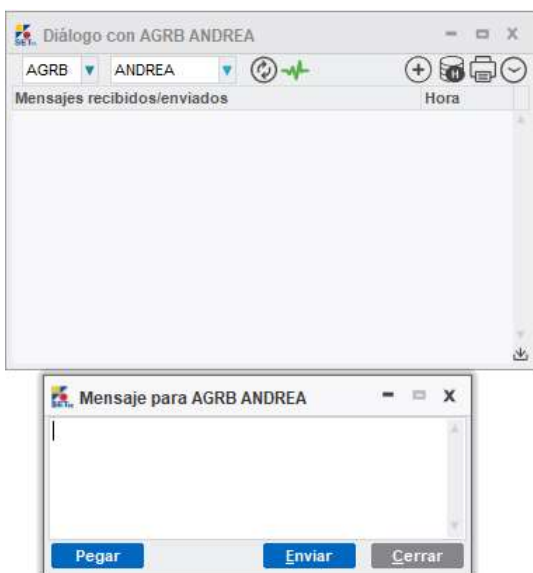 Diálogo con AGRB ANDREA
AGRB ANDREA
Mensajes recibidos/enviados Hora
Mensaje para AGRB ANDREA
Pegar Enviar Cerrar